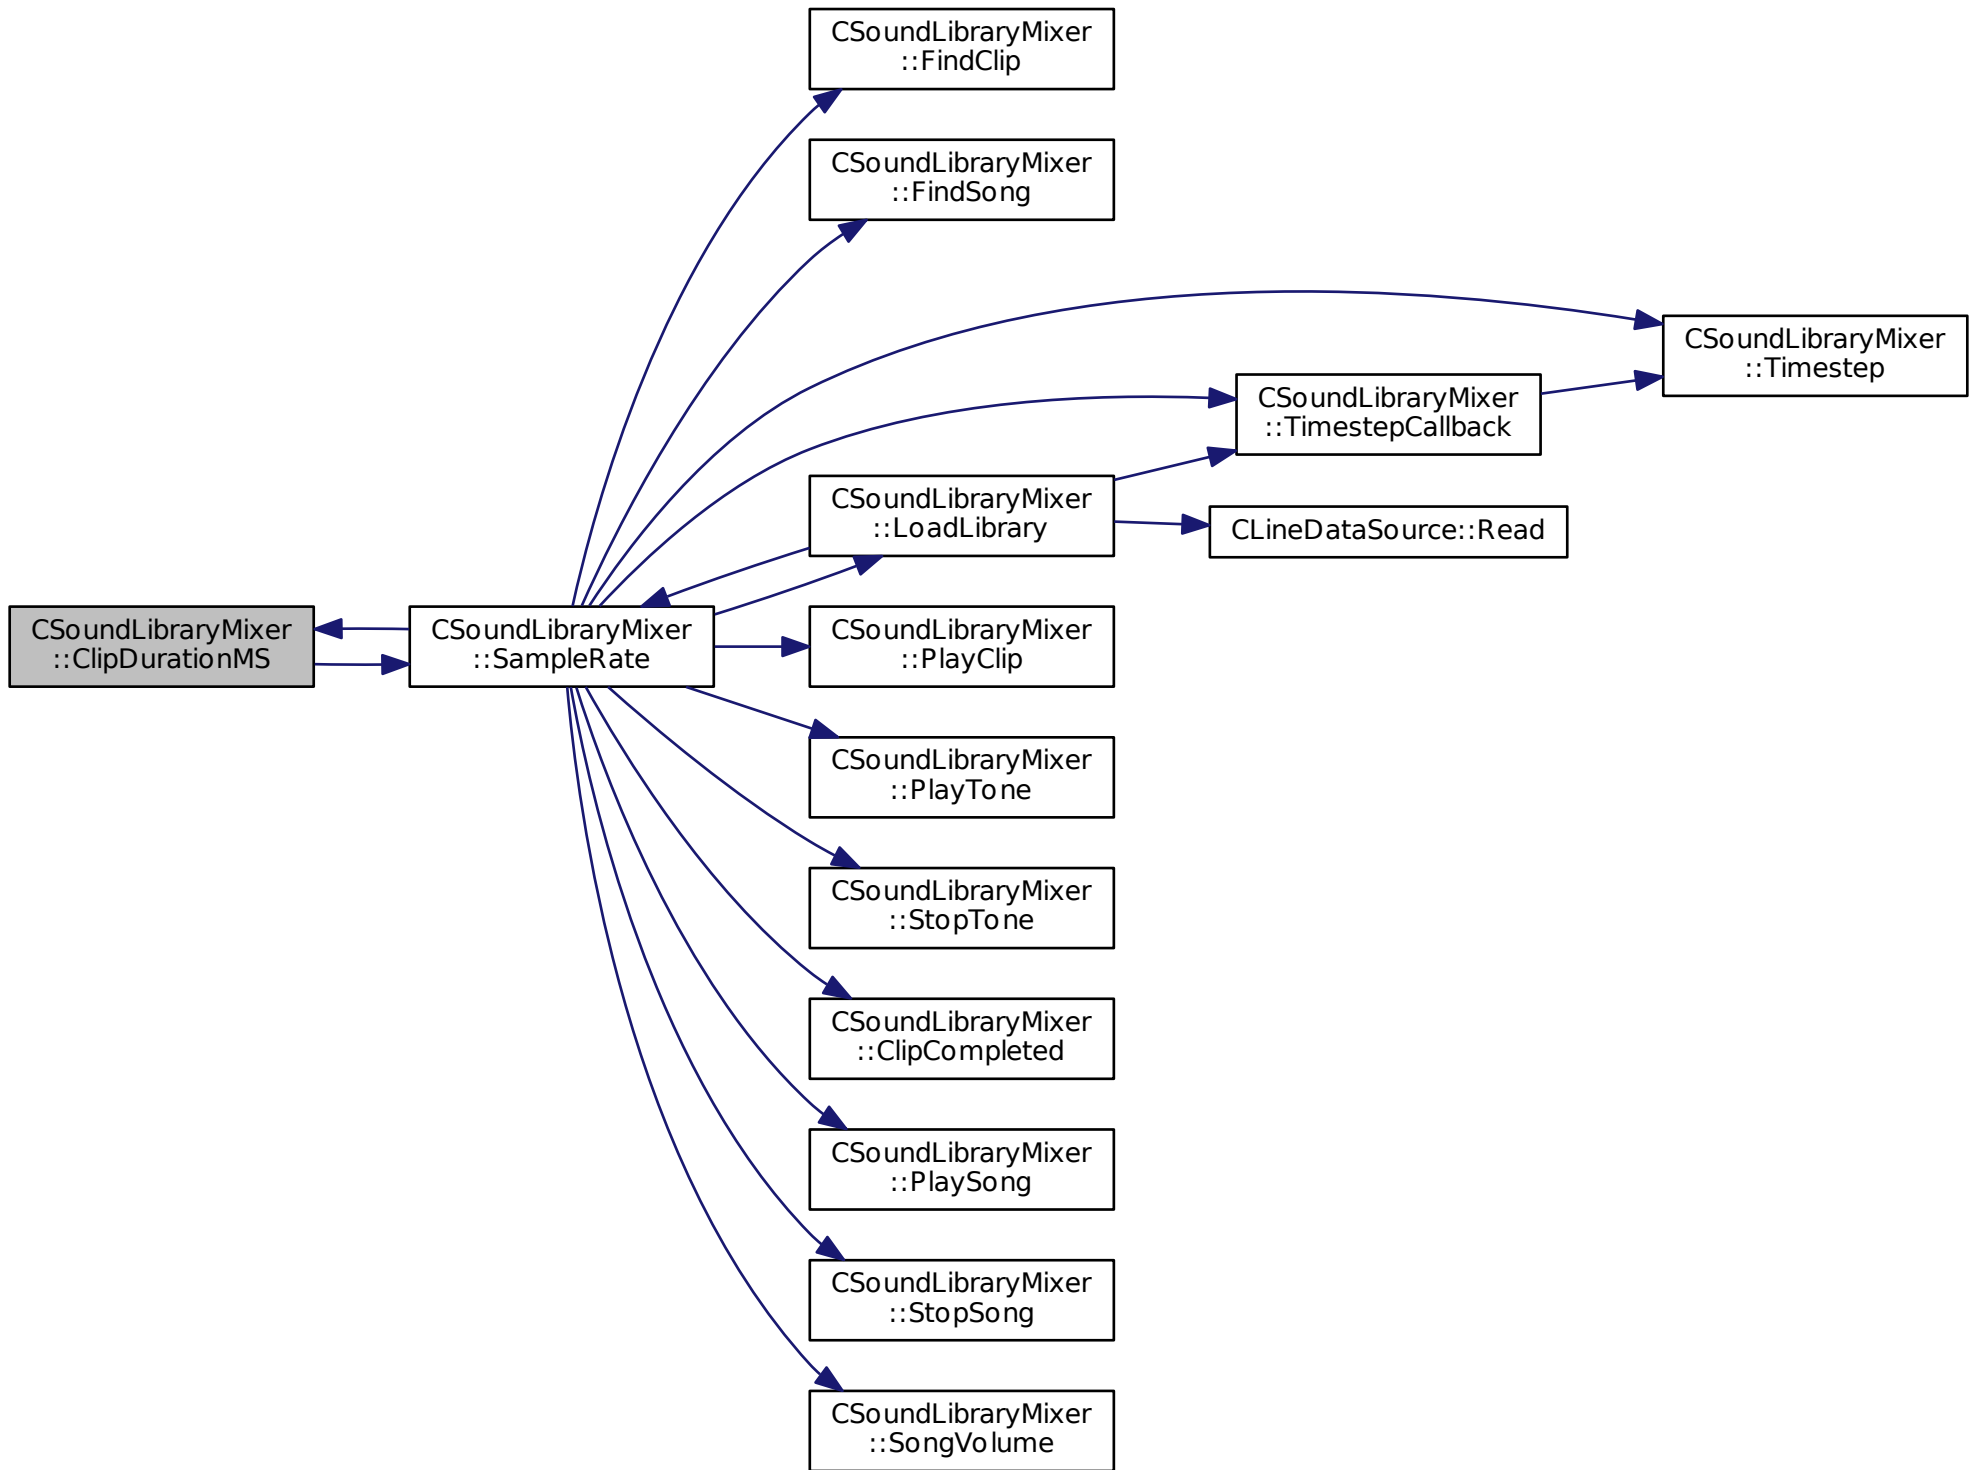 CSoundLibraryMixer
::FindClip
CSoundLibraryMixer
::FindSong
CSoundLibraryMixer
::Timestep
CSoundLibraryMixer
::TimestepCallback
CSoundLibraryMixer
::LoadLibrary
CLineDataSource::Read
CSoundLibraryMixer
::ClipDurationMS
CSoundLibraryMixer
::SampleRate
CSoundLibraryMixer
::PlayClip
CSoundLibraryMixer
::PlayTone
CSoundLibraryMixer
::StopTone
CSoundLibraryMixer
::ClipCompleted
CSoundLibraryMixer
::PlaySong
CSoundLibraryMixer
::StopSong
CSoundLibraryMixer
::SongVolume